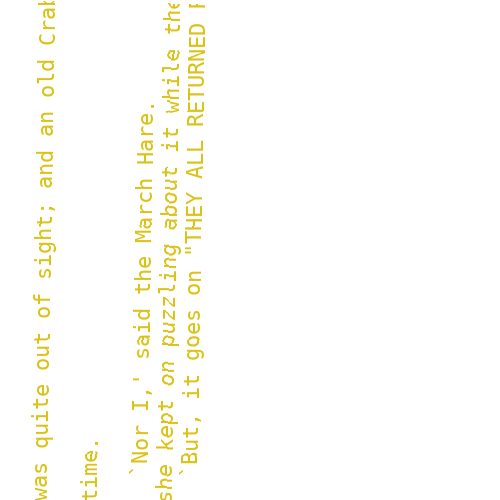 was quite out of sight; and an old Crab
time.
`Nor I,' said the March Hare.
she kept on puzzling about it while the
`But, it goes on "THEY ALL RETURNED